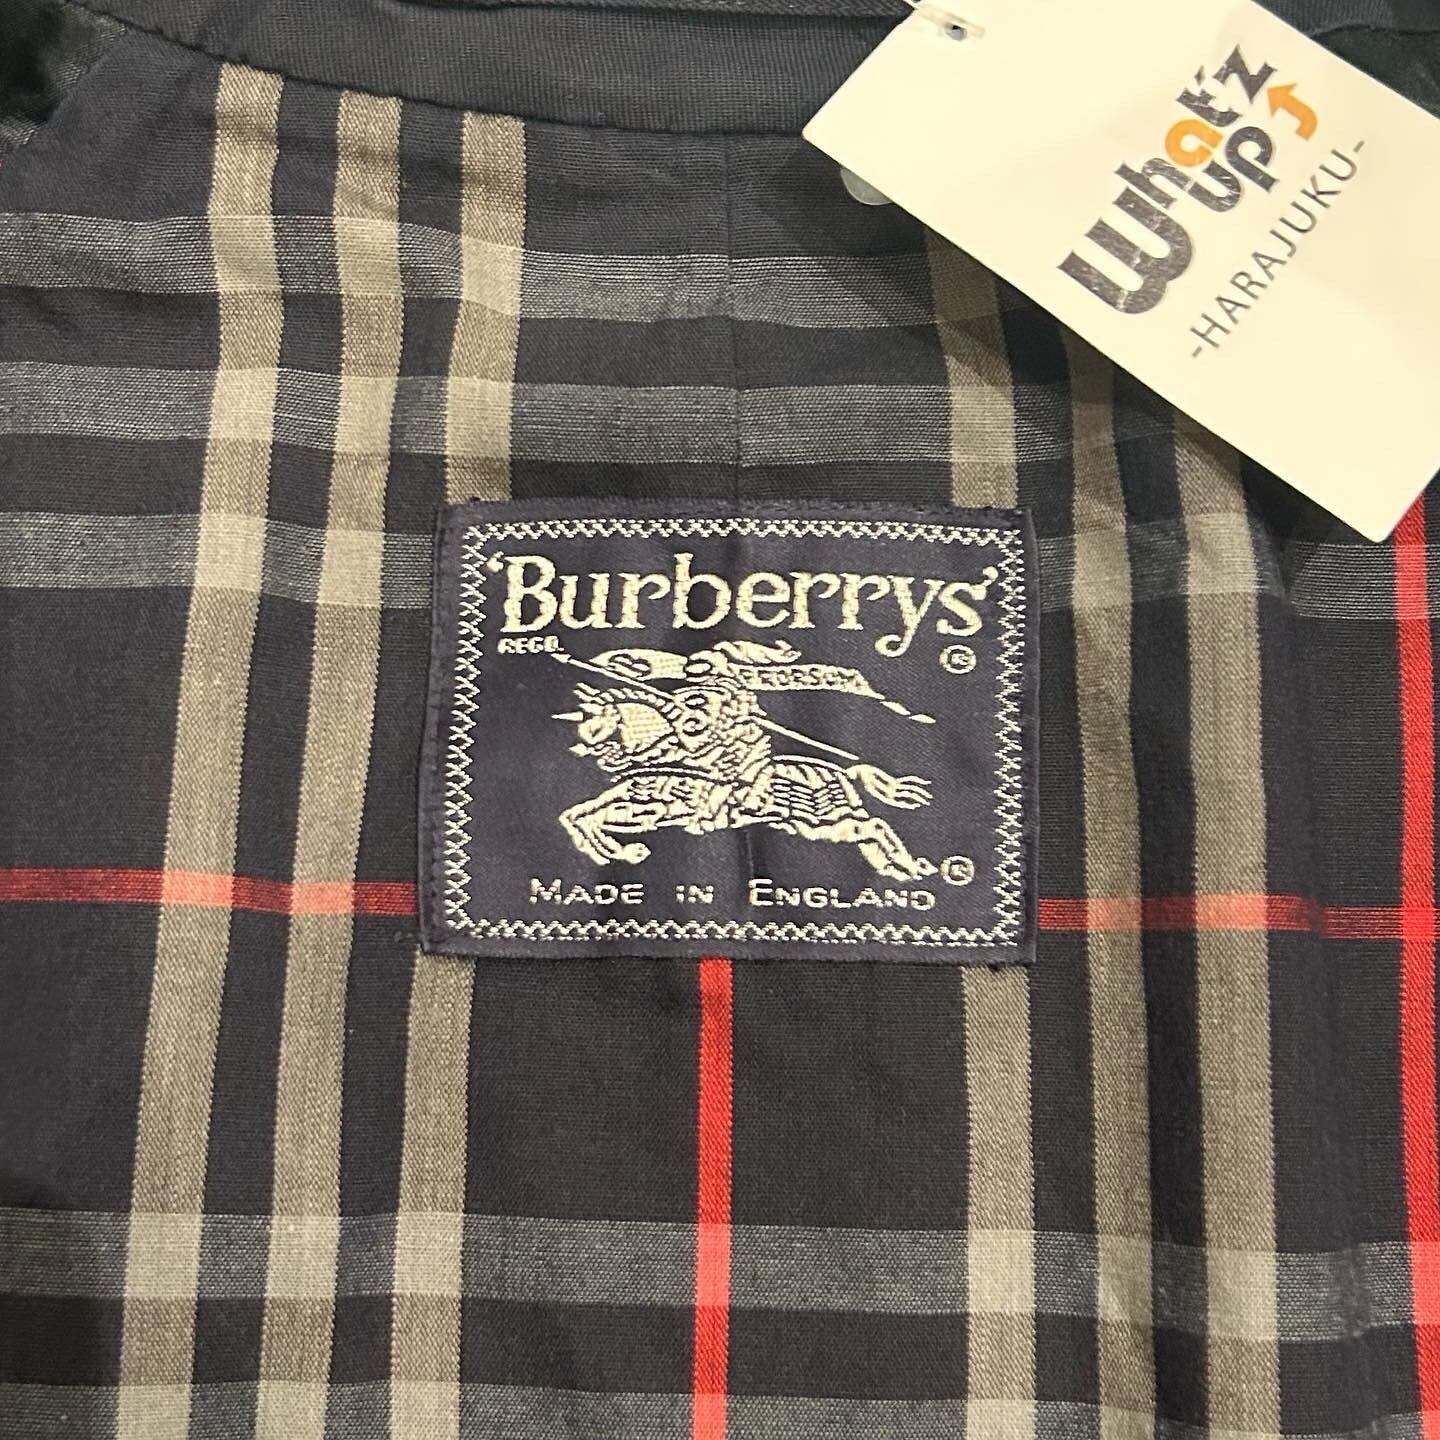 What'z
up
-HARAJUKU-
'Burberrys'
REGD.
®
PRORSUM
®
MADE IN ENGLAND